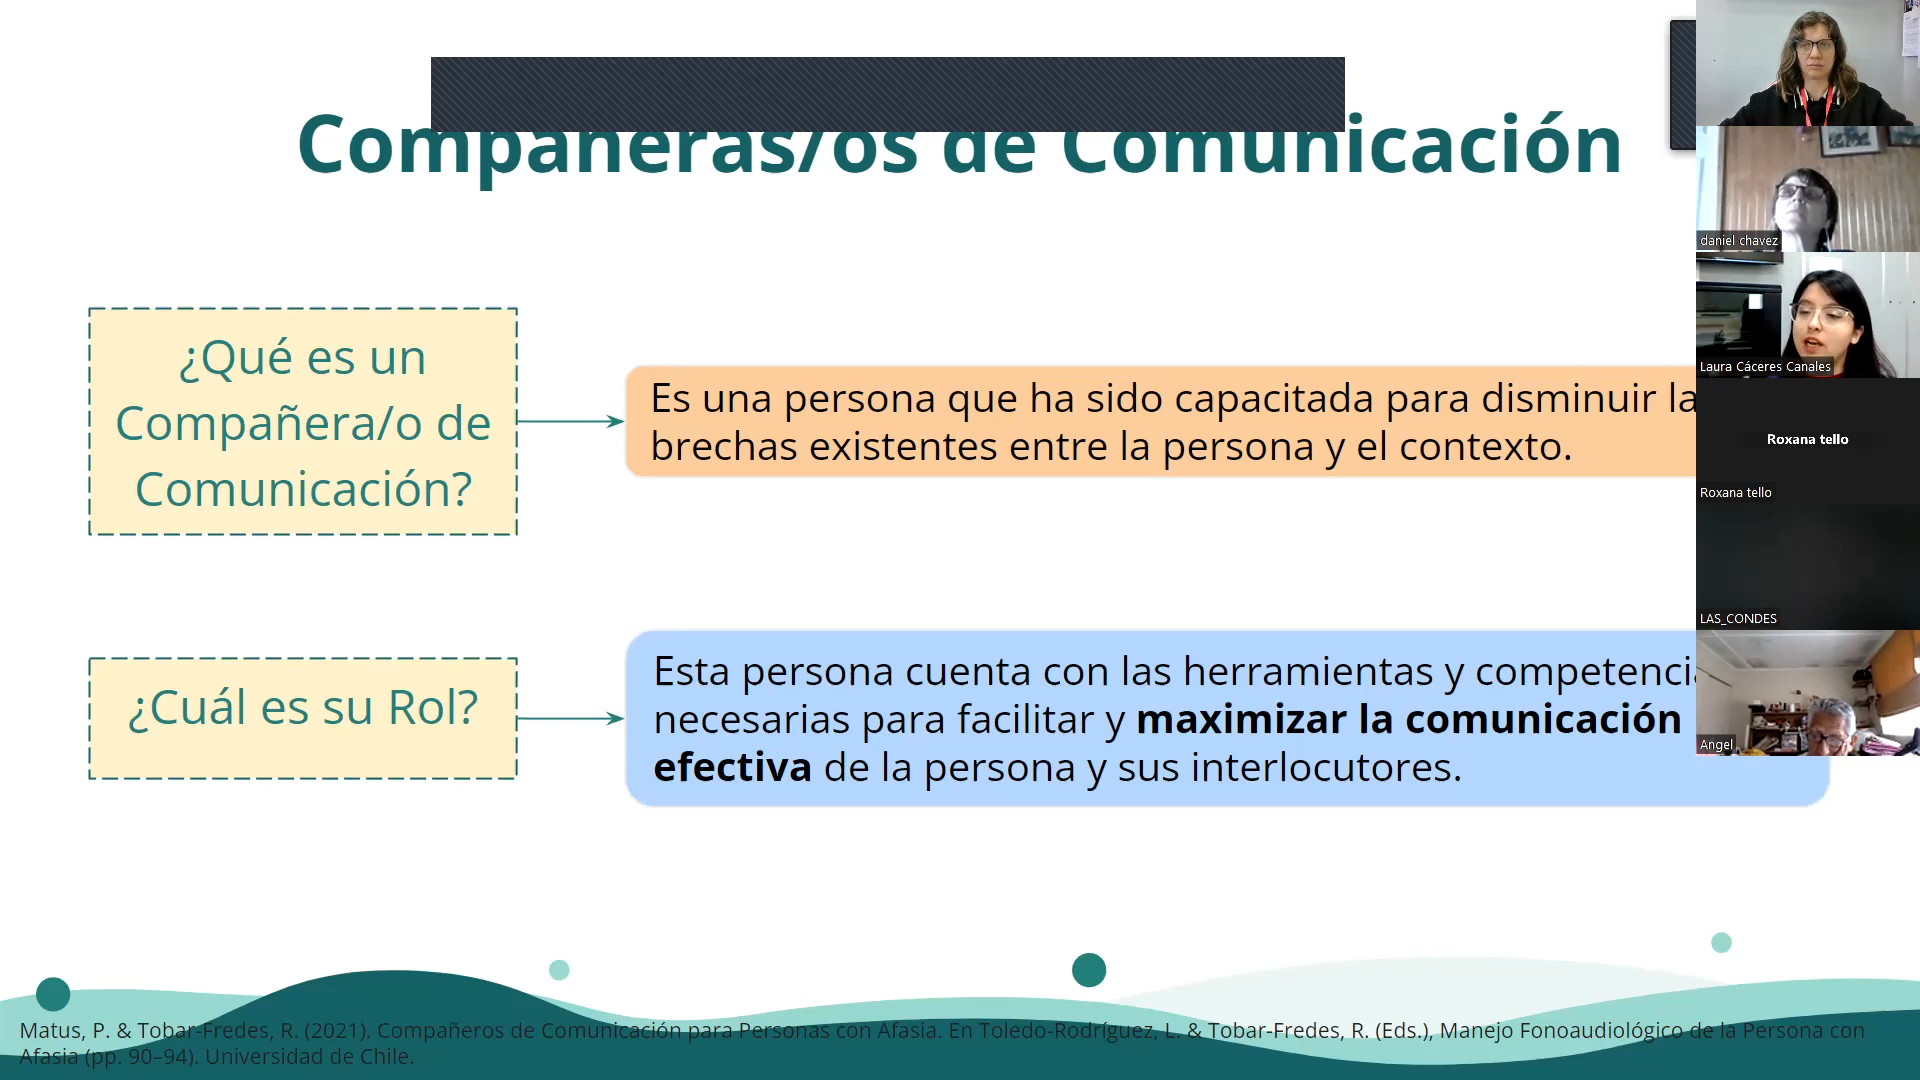 Compañeras/os de Comunicación
¿Qué es un
Compañera/o de
Comunicación?
Es una persona que ha sido capacitada para disminuir
brechas existentes entre la persona y el contexto.
¿Cuál es su Rol?
Esta persona cuenta con las herramientas y
necesarias para facilitar y maximizar la comunicación
efectiva de la persona y sus interlocutores.
Matus, P. & Tobar-Fredes, R. (2021). Compañeros de Comunicación para Personas con Afasia. En Toledo-Rodríguez, L. & Tobar-Fredes, R. (Eds.), Manejo Fonoaudiológico de la Persona con
Afasia (pp. 90–94). Universidad de Chile.
daniel chavez
Laura Cáceres Canales
Roxana tello
Roxana tello
LAS_CONDES
Angel